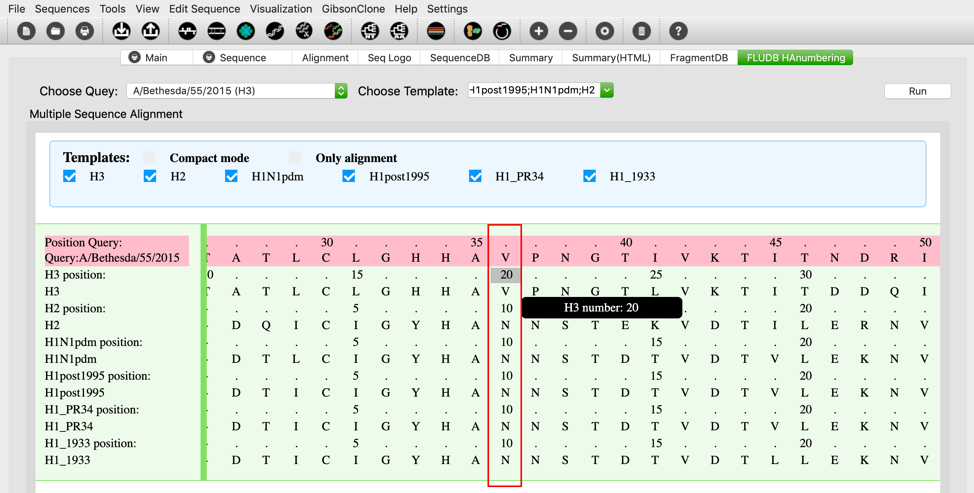 File Sequences Tools View Edit Sequence Visualization GibsonClone Help Settings
Main Sequence Alignment Seq Logo SequenceDB Summary Summary(HTML) FragmentDB FLUDB HAnumbering
Choose Quey: A/Bethesda/55/2015 (H3) Choose Template: H1post1995;H1N1pdm;H2 Run
Multiple Sequence Alignment
Templates: Compact mode Only alignment
H3 H2 H1N1pdm H1post1995 H1_PR34 H1_1933
Position Query: . . . . 30 . . . . 35 . . . . 40 . . . . 45 . . . . 50
Query:A/Bethesda/55/2015 T A T L C L G H H A V P N G T I V K T I T N D R I
H3 position: 0 . . . . 15 . . . . 20 . . . . 25 . . . . 30 . . . .
H3 T A T L C L G H H A V P N G T L V K T I T D D Q I
H2 position: . . . . . 5 . . . . 10 H3 number: 20 . . . . 20 . . . .
H2 - D Q I C I G Y H A N N S T E K V D T I L E R N V
H1N1pdm position: . . . . . 5 . . . . 10 . . . . 15 . . . . 20 . . . .
H1N1pdm - D T L C I G Y H A N N S T D T V D T V L E K N V
H1post1995 position: . . . . . 5 . . . . 10 . . . . 15 . . . . 20 . . . .
H1post1995 - D T I C I G Y H A N N S T D T V D T V L E K N V
H1_PR34 position: . . . . . 5 . . . . 10 . . . . 15 . . . . 20 . . . .
H1_PR34 - D T I C I G Y H A N N S T D T V D T V L E K N V
H1_1933 position: . . . . . 5 . . . . 10 . . . . 15 . . . . 20 . . . .
H1_1933 - D T I C I G Y H A N N S T D T V D T L L E K N V